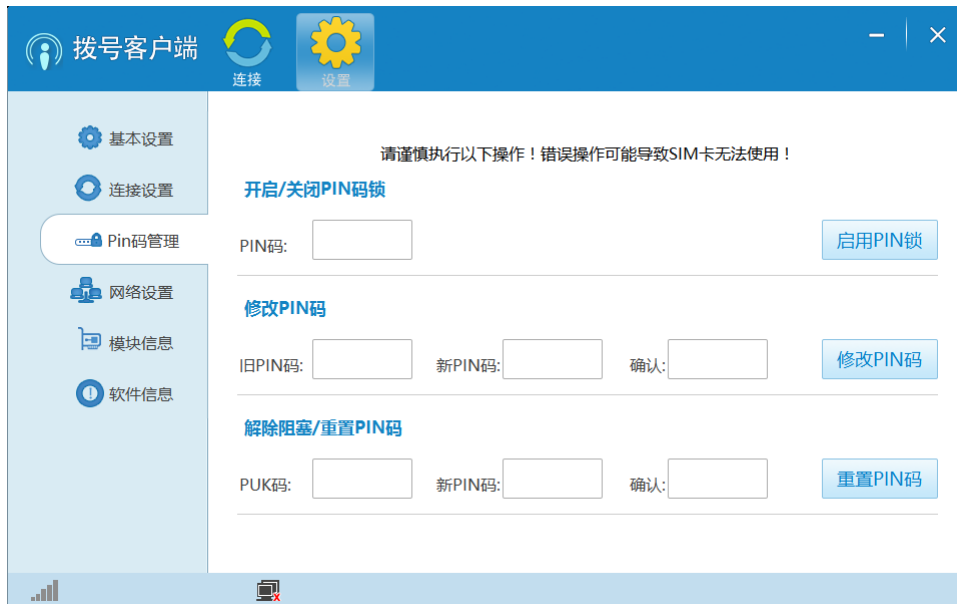 拨号客户端
连接
设置
基本设置
连接设置
Pin码管理
网络设置
模块信息
软件信息
请谨慎执行以下操作！错误操作可能导致SIM卡无法使用！
开启/关闭PIN码锁
PIN码:
启用PIN锁
修改PIN码
旧PIN码: 新PIN码: 确认: 修改PIN码
解除阻塞/重置PIN码
PUK码: 新PIN码: 确认: 重置PIN码